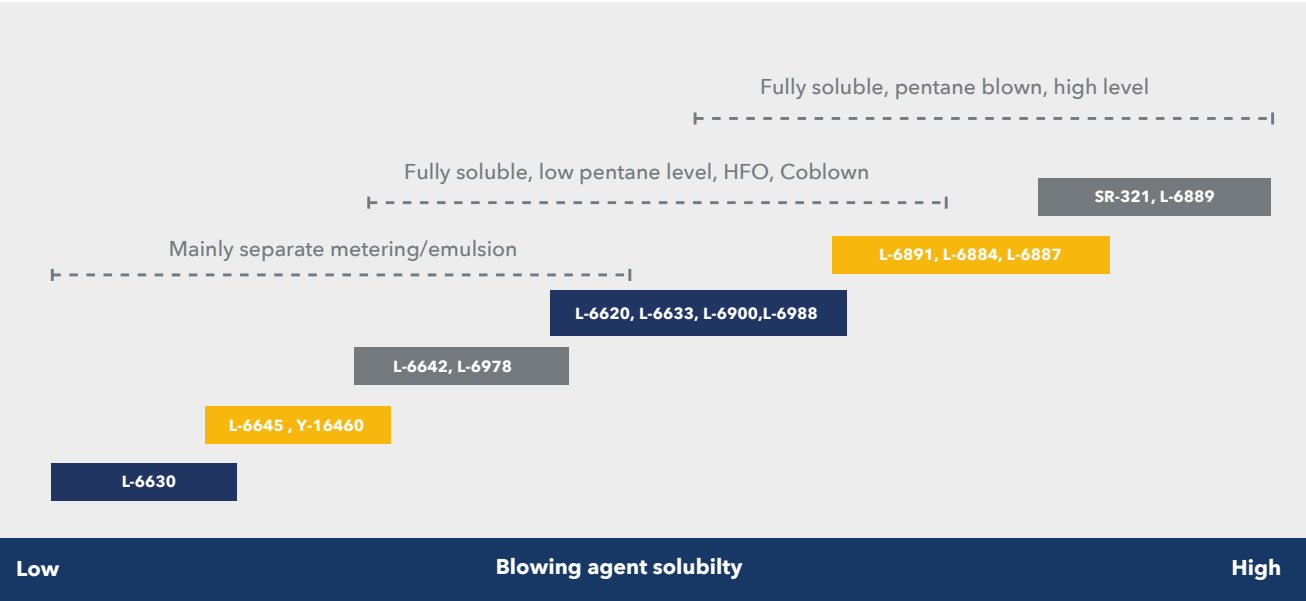 Fully soluble, pentane blown, high level
Fully soluble, low pentane level, HFO, Coblown
SR-321, L-6889
Mainly separate metering/emulsion
L-6891, L-6884, L-6887
L-6620, L-6633, L-6900,L-6988
L-6642, L-6978
L-6645 , Y-16460
L-6630
Low
Blowing agent solubilty
High